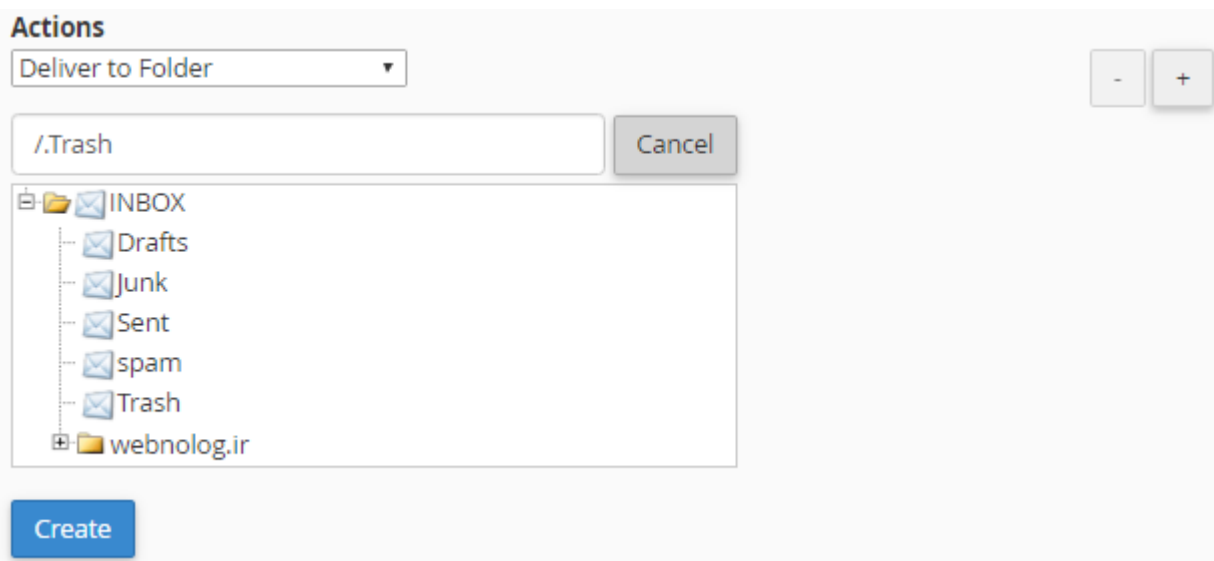 Actions
Deliver to Folder
- +
/.Trash Cancel
INBOX
Drafts
Junk
Sent
spam
Trash
webnolog.ir
Create